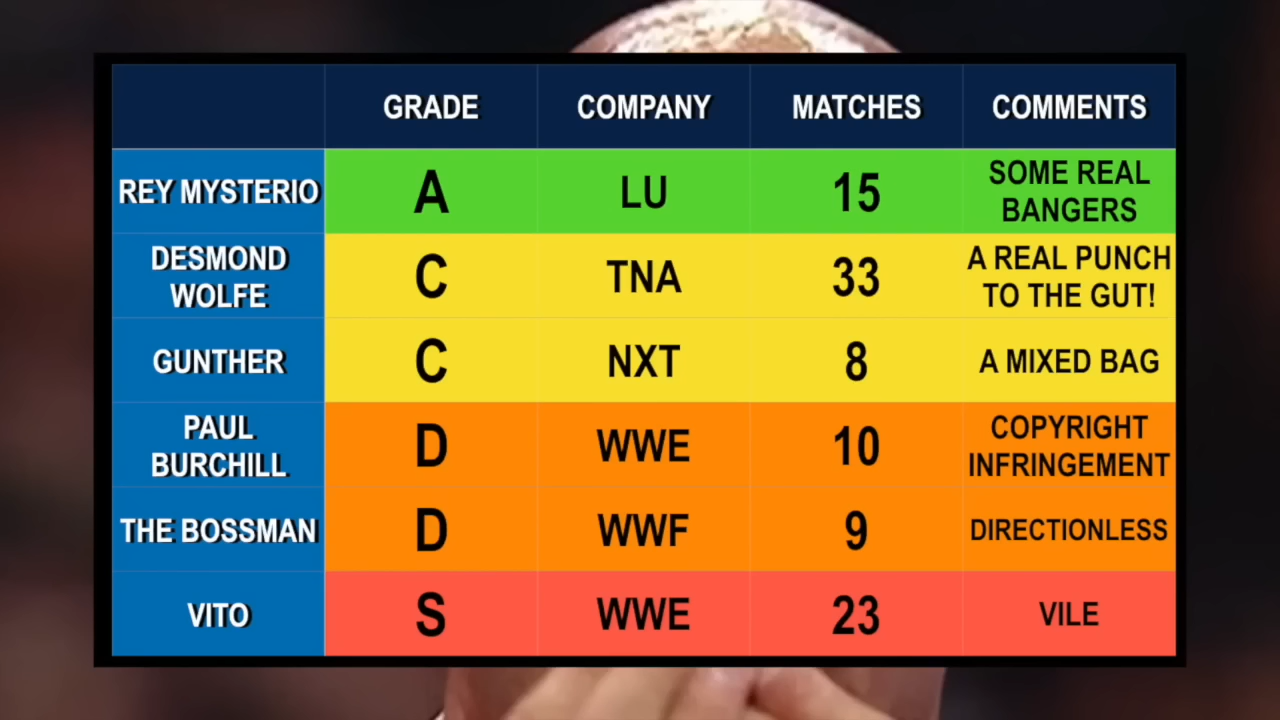 GRADE COMPANY MATCHES COMMENTS
REY MYSTERIO A LU 15 SOME REAL BANGERS
DESMOND WOLFE C TNA 33 A REAL PUNCH TO THE GUT!
GUNTHER C NXT 8 A MIXED BAG
PAUL BURCHILL D WWE 10 COPYRIGHT INFRINGEMENT
THE BOSSMAN D WWF 9 DIRECTIONLESS
VITO S WWE 23 VILE